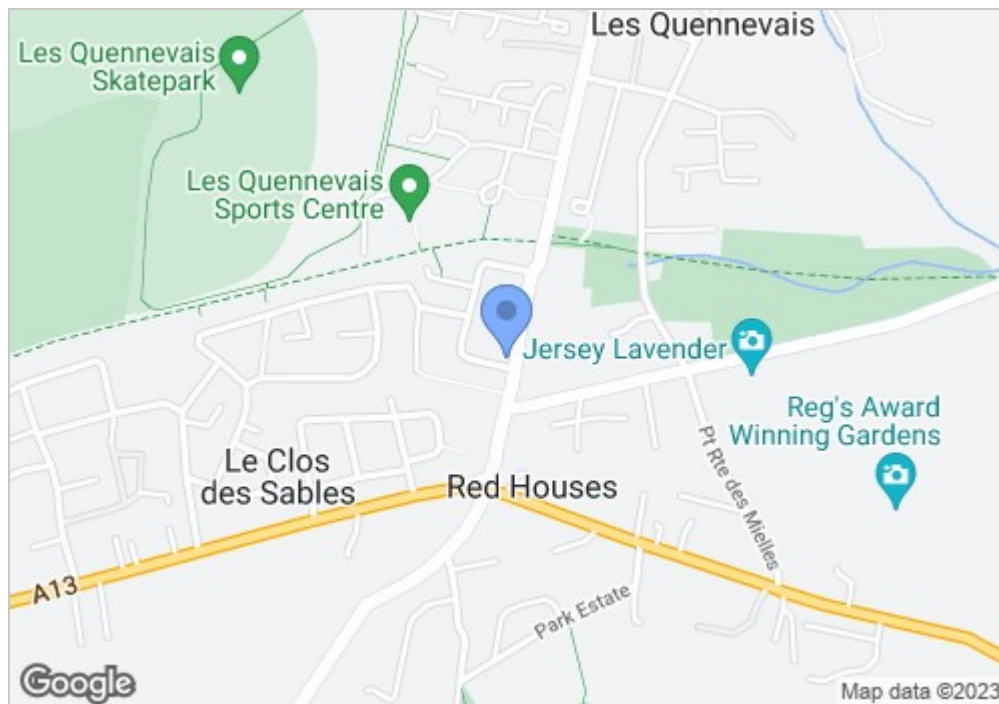 Les Quennevais
Les Quennevais
Skatepark
Les Quennevais
Sports Centre
Jersey Lavender
Reg's Award
Winning Gardens
Pt Rte des Mielles
Le Clos
des Sables
Red Houses
A13
Park Estate
Google
Map data ©2023